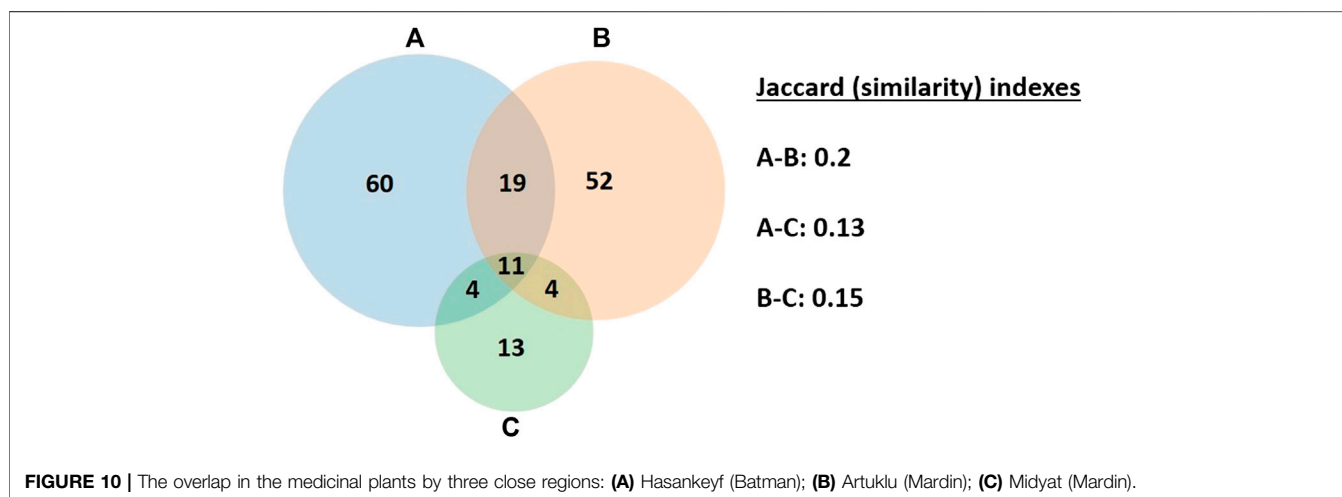 A
B
Jaccard (similarity) indexes
60
19
52
A-B: 0.2
A-C: 0.13
11
4
4
B-C: 0.15
13
C
FIGURE 10 | The overlap in the medicinal plants by three close regions: (A) Hasankeyf (Batman); (B) Artuklu (Mardin); (C) Midyat (Mardin).